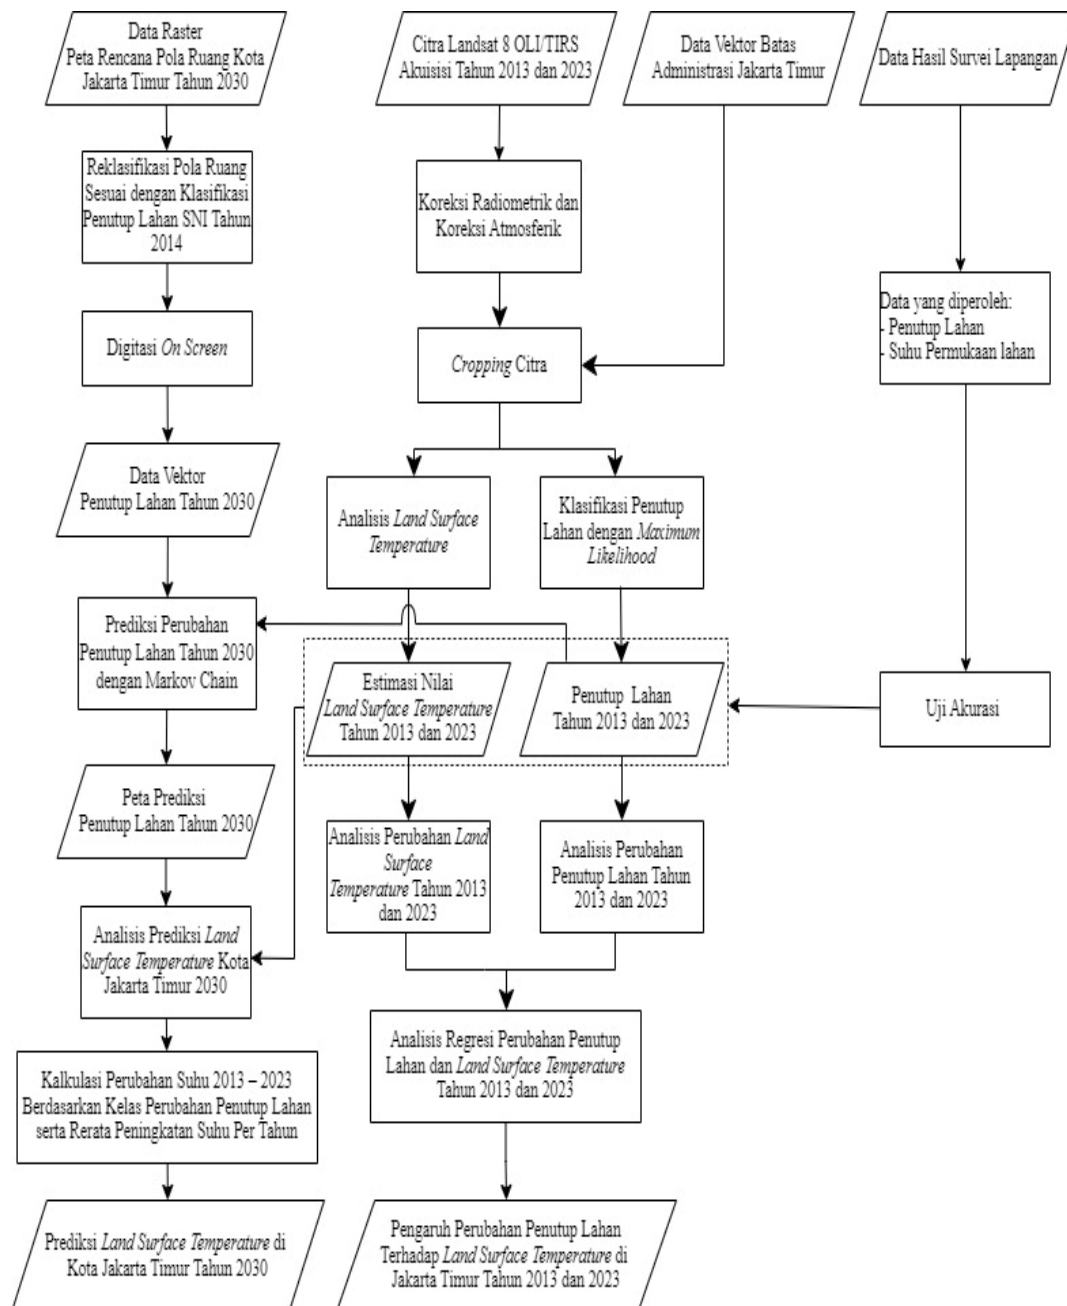 Data Raster
Peta Rencana Pola Ruang Kota
Jakarta Timur Tahun 2030
Citra Landsat 8 OLI/TIRS
Akuisisi Tahun 2013 dan 2023
Data Vektor Batas
Administrasi Jakarta Timur
Data Hasil Survei Lapangan
Reklasifikasi Pola Ruang
Sesuai dengan Klasifikasi
Penutup Lahan SNI Tahun
2014
Koreksi Radiometrik dan
Koreksi Atmosferik
Data yang diperoleh:
- Penutup Lahan
- Suhu Permukaan lahan
Digitasi On Screen
Cropping Citra
Data Vektor
Penutup Lahan Tahun 2030
Analisis Land Surface
Temperature
Klasifikasi Penutup
Lahan dengan Maximum
Likelihood
Prediksi Perubahan
Penutup Lahan Tahun 2030
dengan Markov Chain
Estimasi Nilai
Land Surface Temperature
Tahun 2013 dan 2023
Penutup Lahan
Tahun 2013 dan 2023
Uji Akurasi
Peta Prediksi
Penutup Lahan Tahun 2030
Analisis Perubahan Land
Surface
Temperature Tahun 2013
dan 2023
Analisis Perubahan
Penutup Lahan Tahun
2013 dan 2023
Analisis Prediksi Land
Surface Temperature Kota
Jakarta Timur 2030
Analisis Regresi Perubahan Penutup
Lahan dan Land Surface Temperature
Tahun 2013 dan 2023
Kalkulasi Perubahan Suhu 2013 – 2023
Berdasarkan Kelas Perubahan Penutup Lahan
serta Rerata Peningkatan Suhu Per Tahun
Prediksi Land Surface Temperature di
Kota Jakarta Timur Tahun 2030
Pengaruh Perubahan Penutup Lahan
Terhadap Land Surface Temperature di
Jakarta Timur Tahun 2013 dan 2023